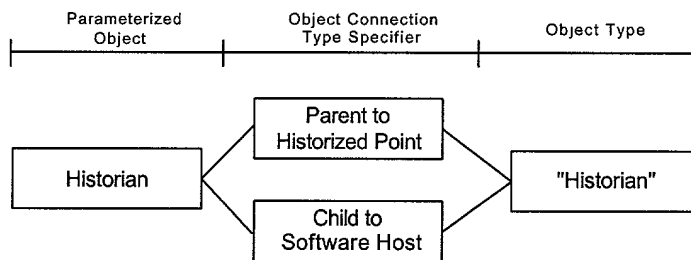 Parameterized
Object
Object Connection
Type Specifier
Object Type
Historian
Parent to
Historized Point
Child to
Software Host
"Historian"